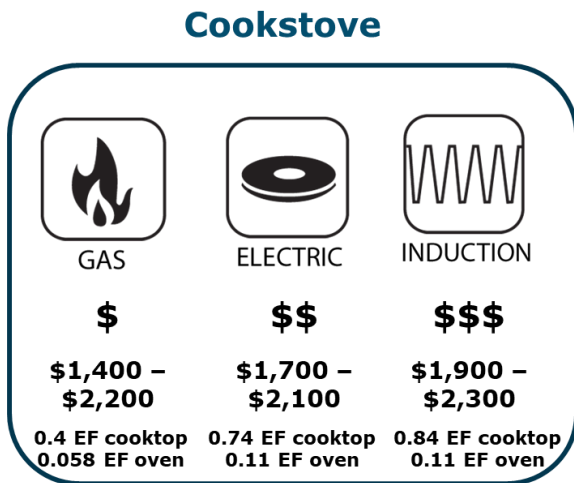 Cookstove
GAS
ELECTRIC
INDUCTION
$
$$
$$$
$1,400 –
$2,200
$1,700 –
$2,100
$1,900 –
$2,300
0.4 EF cooktop
0.058 EF oven
0.74 EF cooktop
0.11 EF oven
0.84 EF cooktop
0.11 EF oven